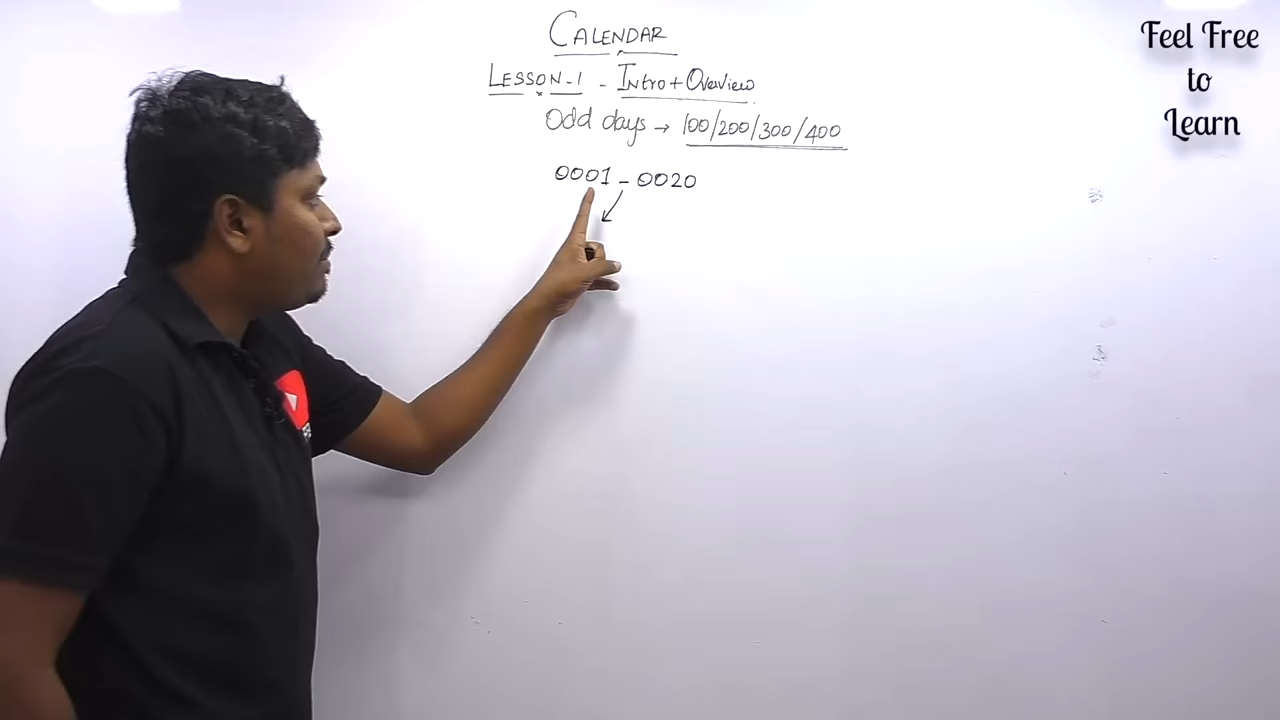 CALENDAR
LESSON-1 - Intro + Overview
Odd days → 100/200/300/400
0001 - 0020
Feel Free
to
Learn